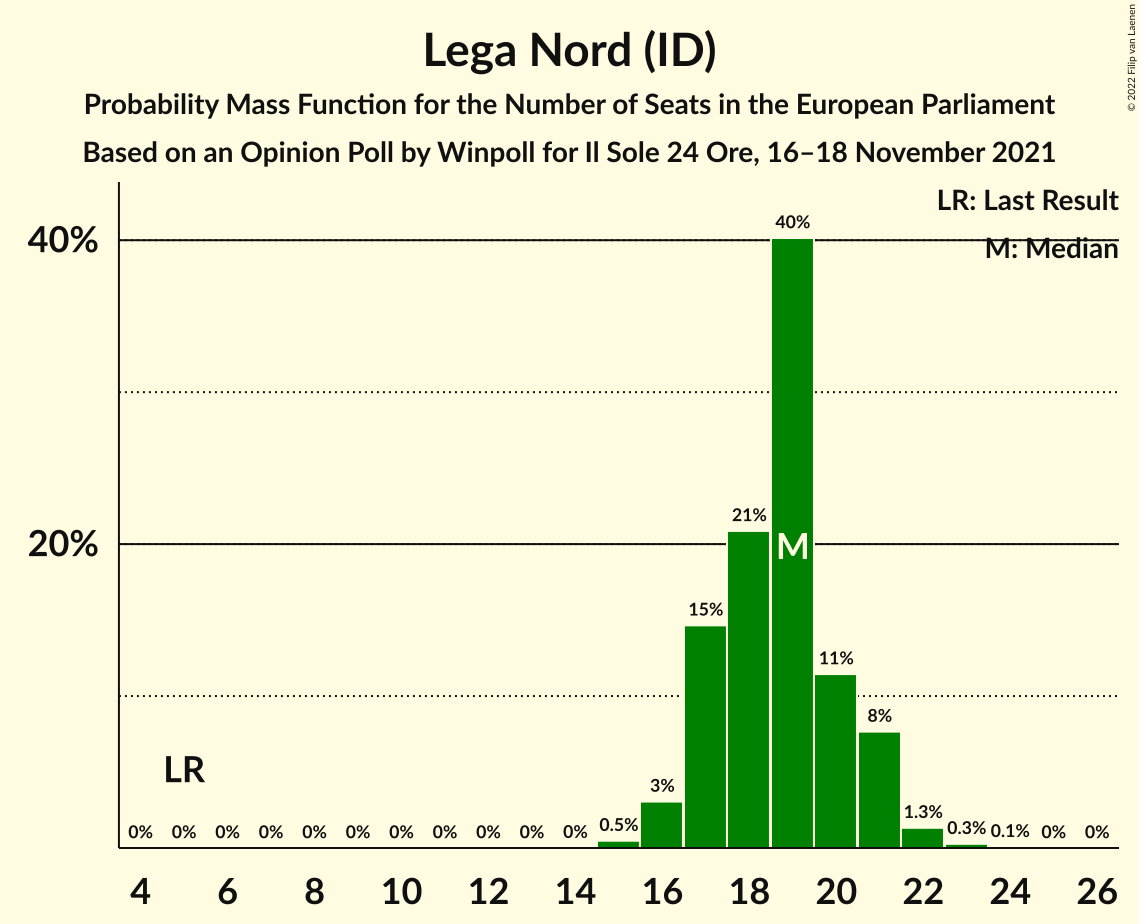 Lega Nord (ID)
Probability Mass Function for the Number of Seats in the European Parliament
Based on an Opinion Poll by Winpoll for Il Sole 24 Ore, 16–18 November 2021
© 2022 Filip van Laenen
LR: Last Result
M: Median
40%
20%
40%
21%
M
15%
11%
8%
LR
3%
1.3%
0% 0% 0% 0% 0% 0% 0% 0% 0% 0% 0% 0.5% 0.3% 0.1% 0% 0%
4 6 8 10 12 14 16 18 20 22 24 26